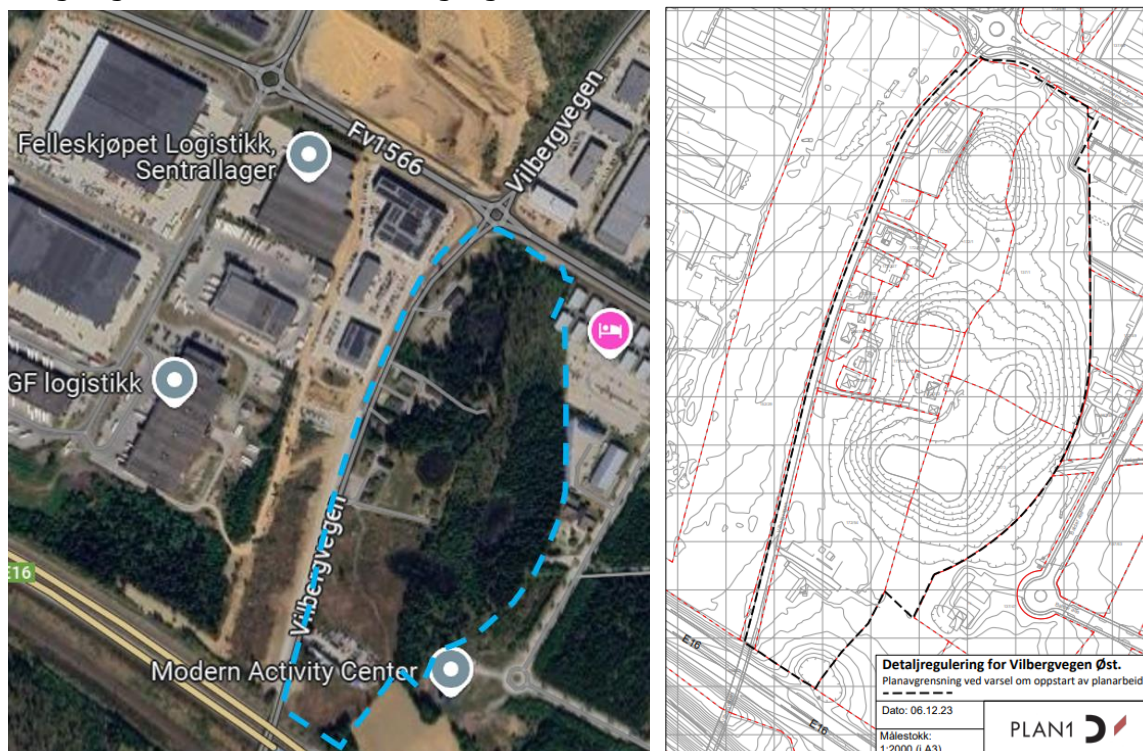 Fv1566
Vilbergvegen
Felleskjøpet Logistikk,
Sentrallager
GF logistikk
E16
Vilbergvegen
Modern Activity Center
E16
E16
Detaljregulering for Vilbergvegen Øst.
Planavgrensning ved varsel om oppstart av planarbeid
Dato: 06.12.23
Målestokk:
1:2000 (i A3)
PLAN1